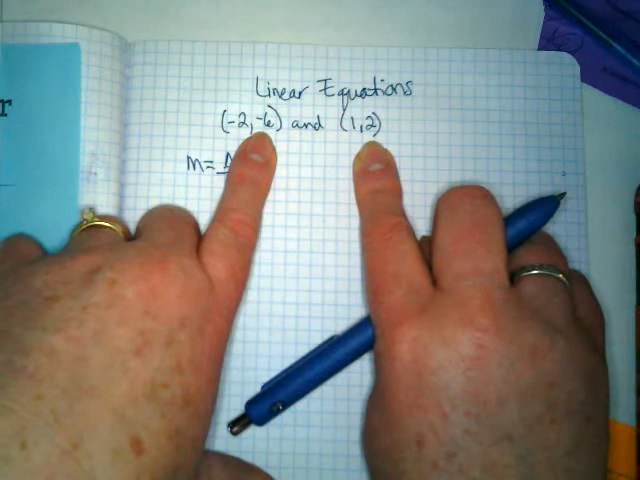 Linear Equations
(-2,-6) and (1,2)
m=
r